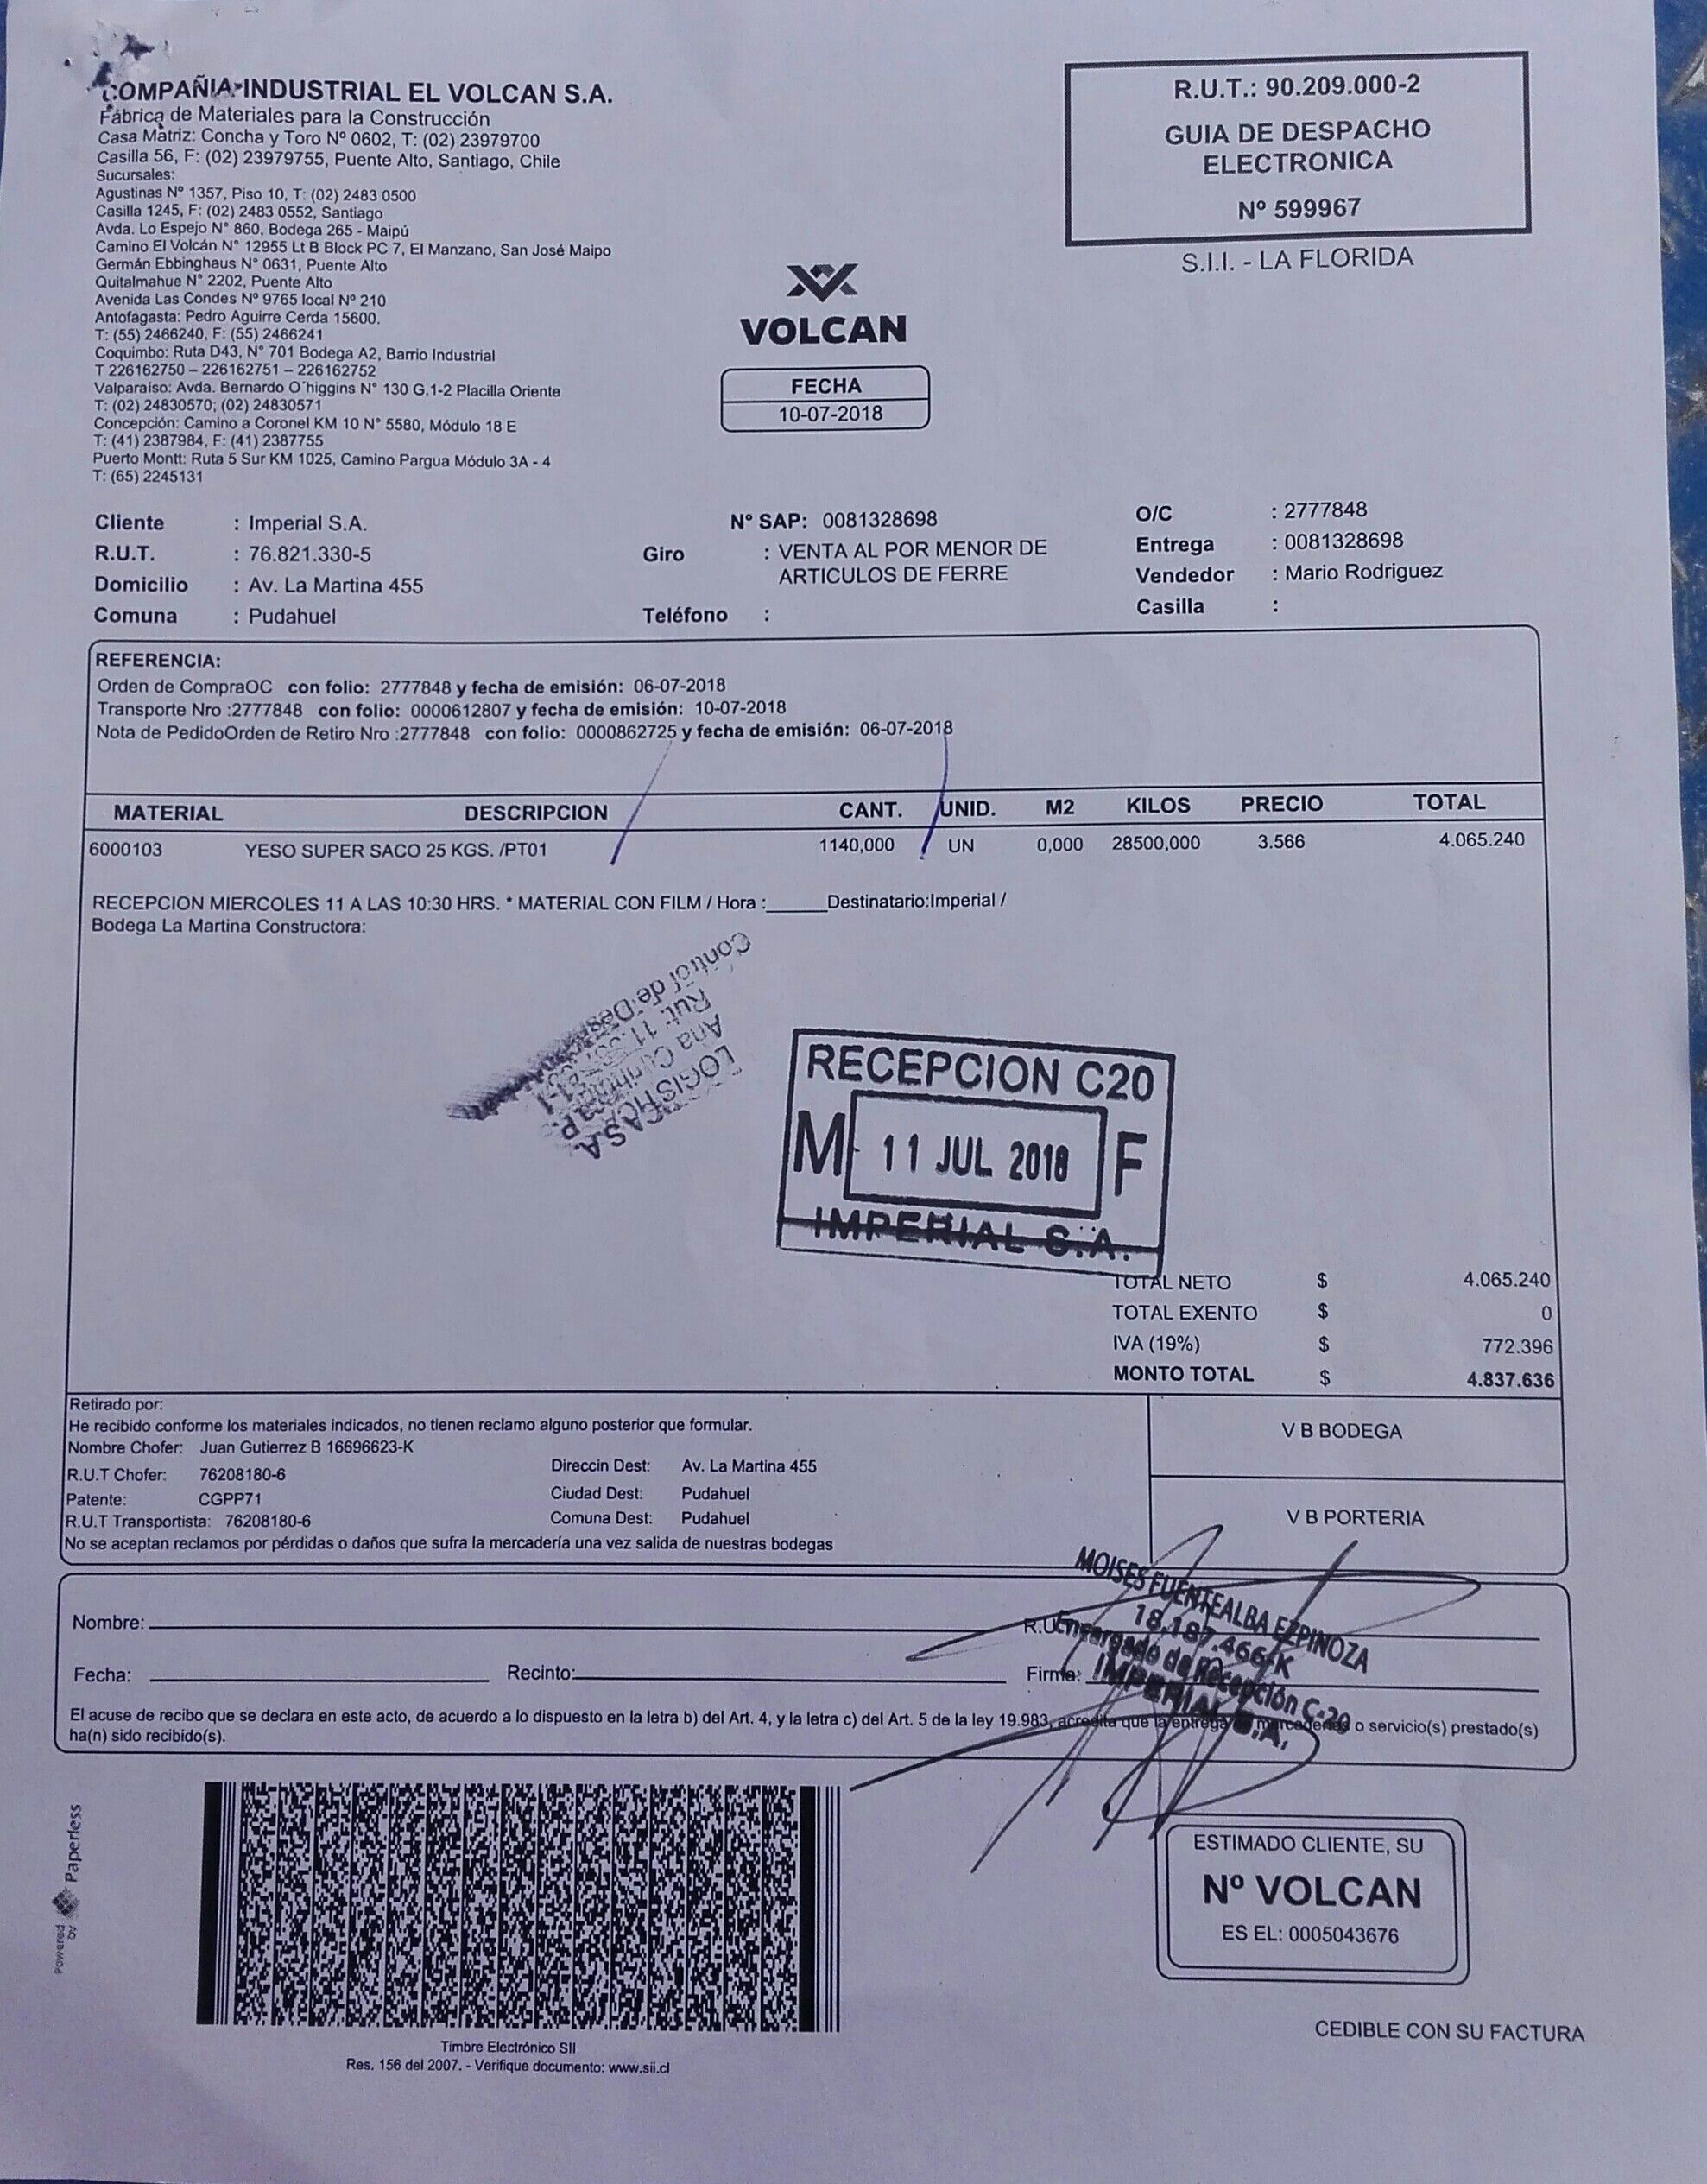 COMPAÑIA INDUSTRIAL EL VOLCAN S.A.
Fábrica de Materiales para la Construcción
Casa Matriz: Concha y Toro Nº 0602, T: (02) 23979700
Casilla 56, F: (02) 23979755, Puente Alto, Santiago, Chile
Sucursales:
Agustinas Nº 1357, Piso 10, T: (02) 2483 0500
Casilla 1245, F: (02) 2483 0552, Santiago
Avda. Lo Espejo N° 860, Bodega 265 - Maipú
Camino El Volcán N° 12955 Lt B Block PC 7, El Manzano, San José Maipo
Germán Ebbinghaus N° 0631, Puente Alto
Quitalmahue N° 2202, Puente Alto
Avenida Las Condes Nº 9765 local Nº 210
Antofagasta: Pedro Aguirre Cerda 15600.
T: (55) 2466240, F: (55) 2466241
Coquimbo: Ruta D43, N° 701 Bodega A2, Barrio Industrial
T 226162750 – 226162751 – 226162752
Valparaíso: Avda. Bernardo O´higgins N° 130 G.1-2 Placilla Oriente
T: (02) 24830570; (02) 24830571
Concepción: Camino a Coronel KM 10 N° 5580, Módulo 18 E
T: (41) 2387984, F: (41) 2387755
Puerto Montt: Ruta 5 Sur KM 1025, Camino Pargua Módulo 3A - 4
T: (65) 2245131
R.U.T.: 90.209.000-2
GUIA DE DESPACHO
ELECTRONICA
Nº 599967
S.I.I. - LA FLORIDA
VOLCAN
FECHA
10-07-2018
Cliente : Imperial S.A. Nº SAP: 0081328698 O/C : 2777848
R.U.T. : 76.821.330-5 Giro : VENTA AL POR MENOR DE Entrega : 0081328698
Domicilio : Av. La Martina 455 ARTICULOS DE FERRE Vendedor : Mario Rodriguez
Comuna : Pudahuel Teléfono : Casilla :
REFERENCIA:
Orden de CompraOC con folio: 2777848 y fecha de emisión: 06-07-2018
Transporte Nro :2777848 con folio: 0000612807 y fecha de emisión: 10-07-2018
Nota de PedidoOrden de Retiro Nro :2777848 con folio: 0000862725 y fecha de emisión: 06-07-2018
MATERIAL DESCRIPCION CANT. UNID. M2 KILOS PRECIO TOTAL
6000103 YESO SUPER SACO 25 KGS. /PT01 1140,000 UN 0,000 28500,000 3.566 4.065.240
RECEPCION MIERCOLES 11 A LAS 10:30 HRS. * MATERIAL CON FILM / Hora :______Destinatario:Imperial /
Bodega La Martina Constructora:
LOGISTICA S.A.
Ana
Rut: 11.
Control de
RECEPCION C20
M 11 JUL 2018 F
IMPERIAL S.A.
TOTAL NETO $ 4.065.240
TOTAL EXENTO $ 0
IVA (19%) $ 772.396
MONTO TOTAL $ 4.837.636
Retirado por:
He recibido conforme los materiales indicados, no tienen reclamo alguno posterior que formular.
Nombre Chofer: Juan Gutierrez B 16696623-K
R.U.T Chofer: 76208180-6 Direccin Dest: Av. La Martina 455
Patente: CGPP71 Ciudad Dest: Pudahuel
R.U.T Transportista: 76208180-6 Comuna Dest: Pudahuel
No se aceptan reclamos por pérdidas o daños que sufra la mercadería una vez salida de nuestras bodegas
V B BODEGA
V B PORTERIA
MOISES FUENTEALBA EZPINOZA
18.187.466-K
Encargado de Recepción C-20
IMPERIAL S.A.
Nombre: R.U
Fecha: Recinto: Firma:
El acuse de recibo que se declara en este acto, de acuerdo a lo dispuesto en la letra b) del Art. 4, y la letra c) del Art. 5 de la ley 19.983, acredita que la entrega mercaderías o servicio(s) prestado(s)
ha(n) sido recibido(s).
Powered by Paperless
Timbre Electrónico SII
Res. 156 del 2007. - Verifique documento: www.sii.cl
ESTIMADO CLIENTE, SU
Nº VOLCAN
ES EL: 0005043676
CEDIBLE CON SU FACTURA